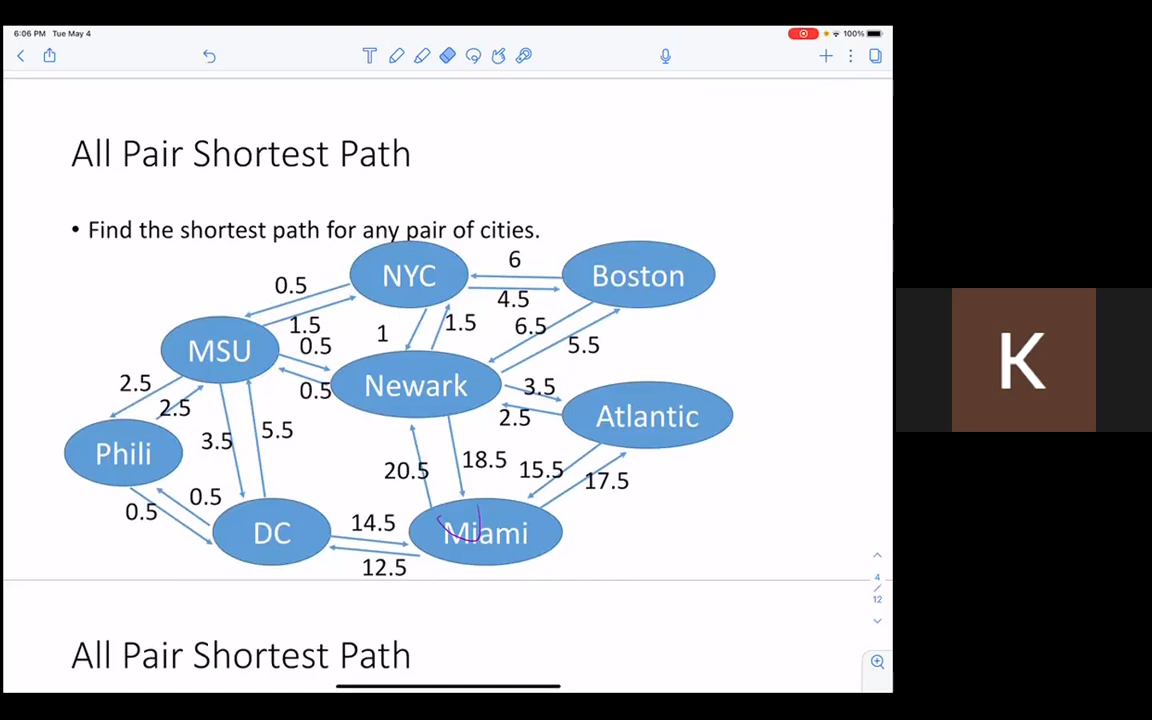 6:06 PM Tue May 4
100%
All Pair Shortest Path
• Find the shortest path for any pair of cities.
NYC
6
Boston
0.5
4.5
1.5
1
1.5
6.5
MSU
0.5
5.5
Newark
2.5
0.5
3.5
2.5
2.5
Atlantic
Phili
3.5
5.5
20.5
18.5
15.5
17.5
0.5
0.5
DC
14.5
Miami
12.5
4
12
All Pair Shortest Path
K